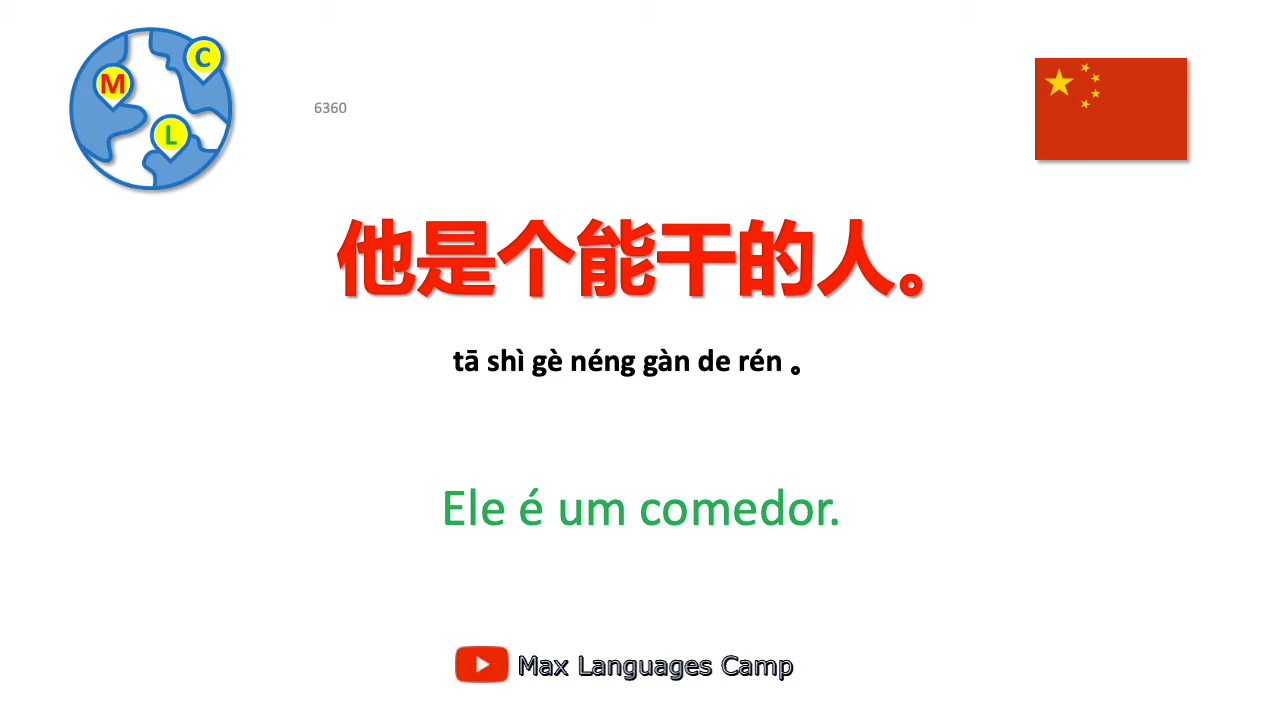 M
C
L
6360
他是个能干的人。
tā shì gè néng gàn de rén 。
Ele é um comedor.
Max Languages Camp